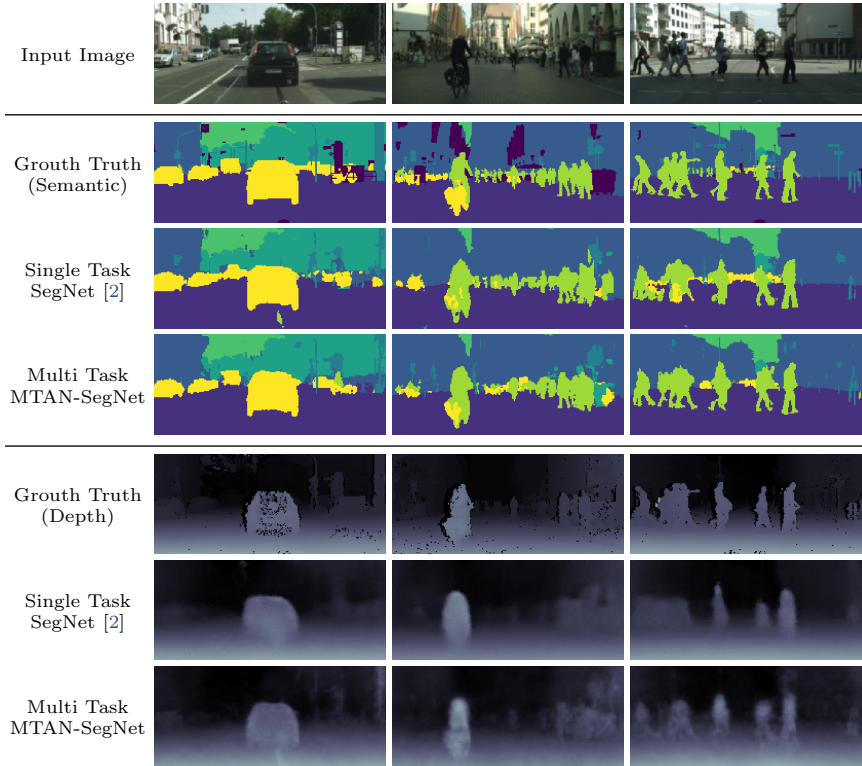 Input Image
Grouth Truth
(Semantic)
Single Task
SegNet [2]
Multi Task
MTAN-SegNet
Grouth Truth
(Depth)
Single Task
SegNet [2]
Multi Task
MTAN-SegNet